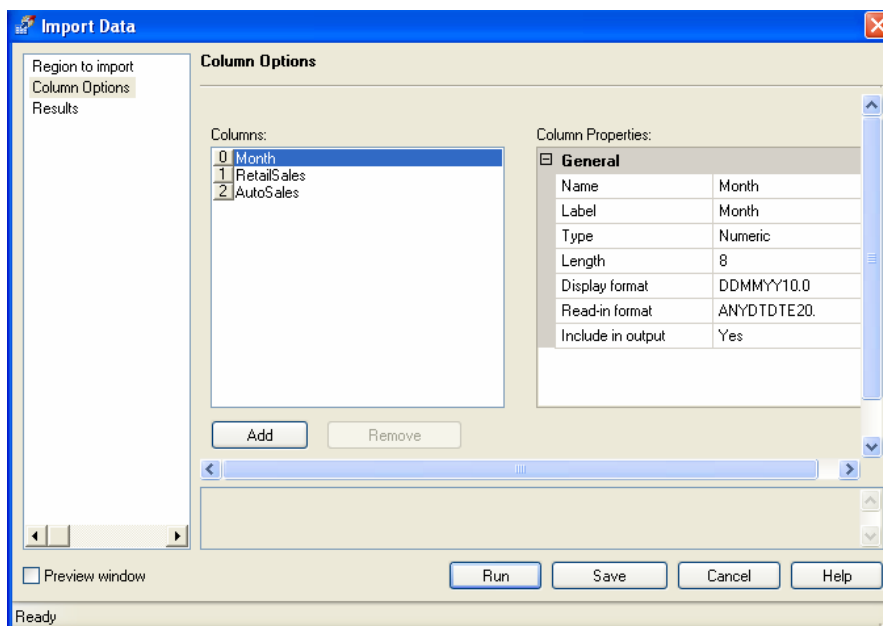 Import Data
Region to import
Column Options
Results
Column Options
Columns:
0 Month
1 RetailSales
2 AutoSales
Add
Remove
Column Properties:
General
Name Month
Label Month
Type Numeric
Length 8
Display format DDMMYY10.0
Read-in format ANYDTDTE20.
Include in output Yes
Preview window
Run
Save
Cancel
Help
Ready